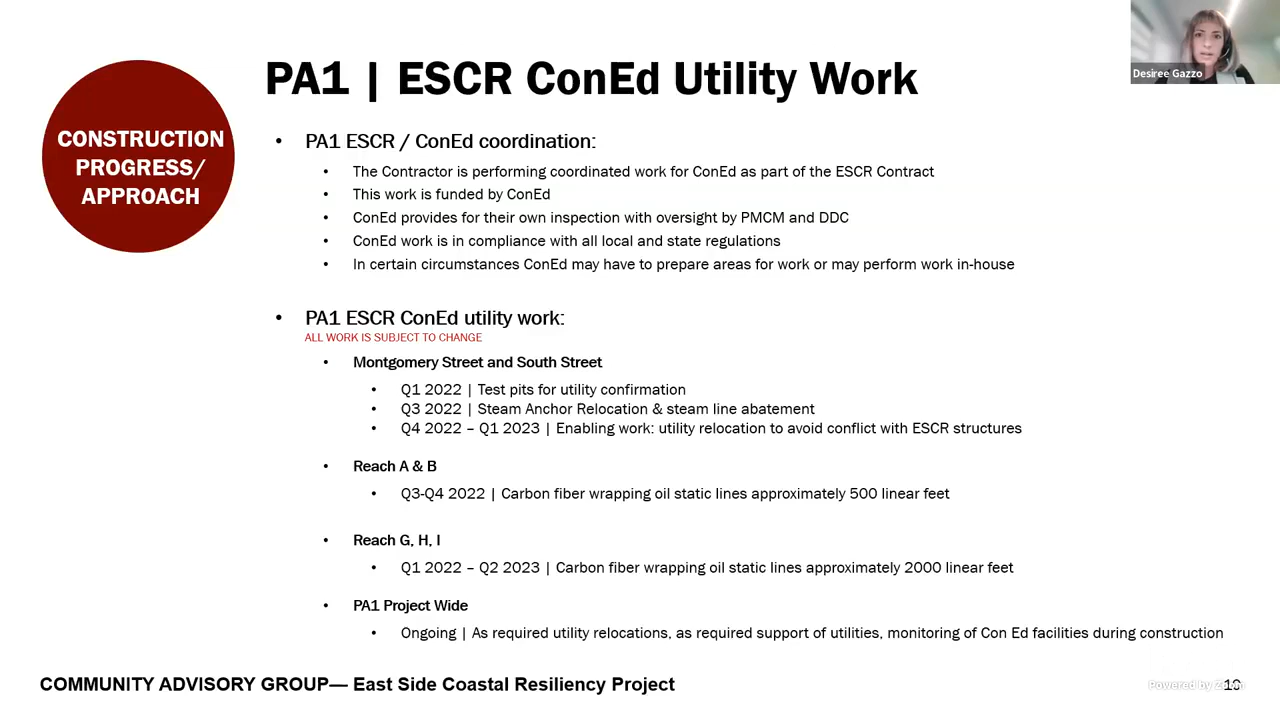 Desiree Gazzo
PA1 | ESCR ConEd Utility Work
CONSTRUCTION
PROGRESS/
APPROACH
• PA1 ESCR / ConEd coordination:
• The Contractor is performing coordinated work for ConEd as part of the ESCR Contract
• This work is funded by ConEd
• ConEd provides for their own inspection with oversight by PMCM and DDC
• ConEd work is in compliance with all local and state regulations
• In certain circumstances ConEd may have to prepare areas for work or may perform work in-house
• PA1 ESCR ConEd utility work:
ALL WORK IS SUBJECT TO CHANGE
• Montgomery Street and South Street
• Q1 2022 | Test pits for utility confirmation
• Q3 2022 | Steam Anchor Relocation & steam line abatement
• Q4 2022 – Q1 2023 | Enabling work: utility relocation to avoid conflict with ESCR structures
• Reach A & B
• Q3-Q4 2022 | Carbon fiber wrapping oil static lines approximately 500 linear feet
• Reach G, H, I
• Q1 2022 – Q2 2023 | Carbon fiber wrapping oil static lines approximately 2000 linear feet
• PA1 Project Wide
• Ongoing | As required utility relocations, as required support of utilities, monitoring of Con Ed facilities during construction
COMMUNITY ADVISORY GROUP— East Side Coastal Resiliency Project
Powered by Zoom